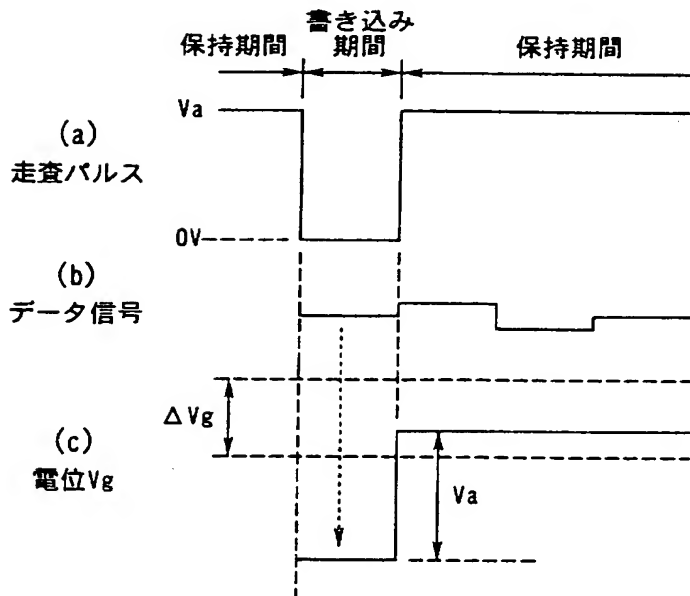 書き込み
保持期間 期間 保持期間
Va
(a)
走査パルス
0V
(b)
データ信号
ΔVg
(c)
電位Vg
Va